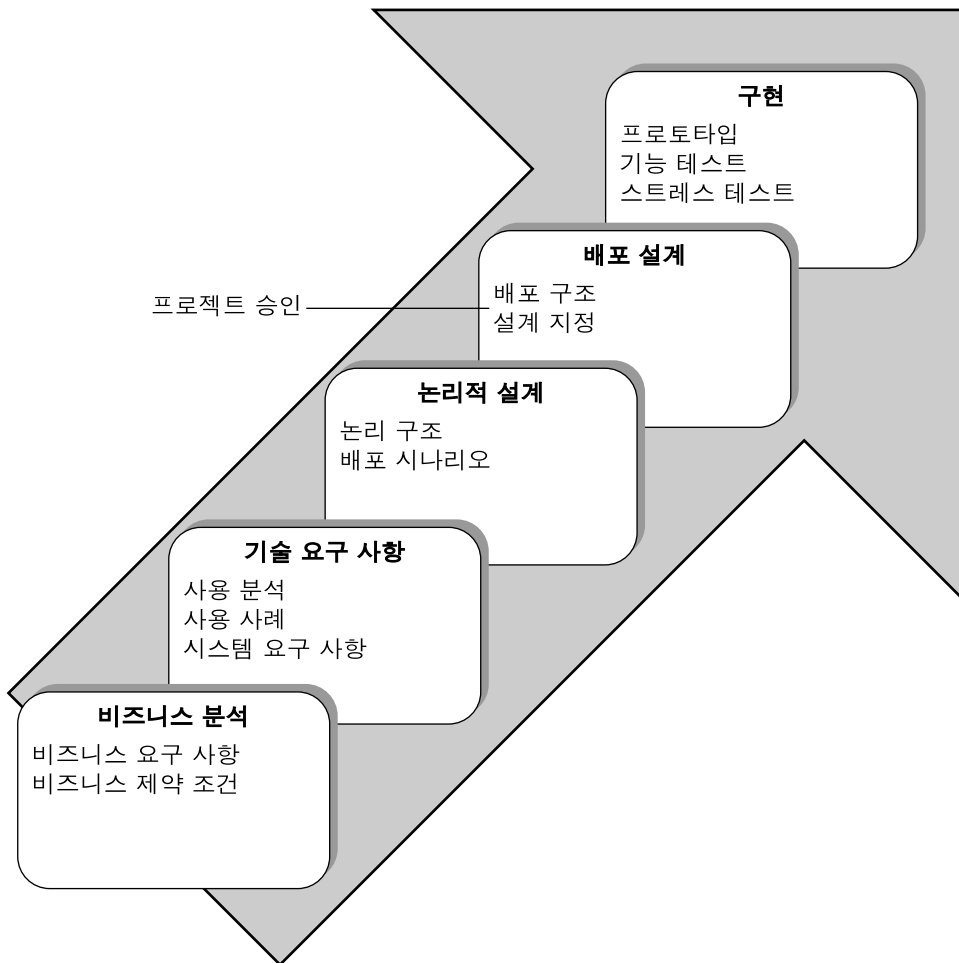 구현
프로토타입
기능 테스트
스트레스 테스트
배포 설계
배포 구조
설계 지정
프로젝트 승인
논리적 설계
논리 구조
배포 시나리오
기술 요구 사항
사용 분석
사용 사례
시스템 요구 사항
비즈니스 분석
비즈니스 요구 사항
비즈니스 제약 조건